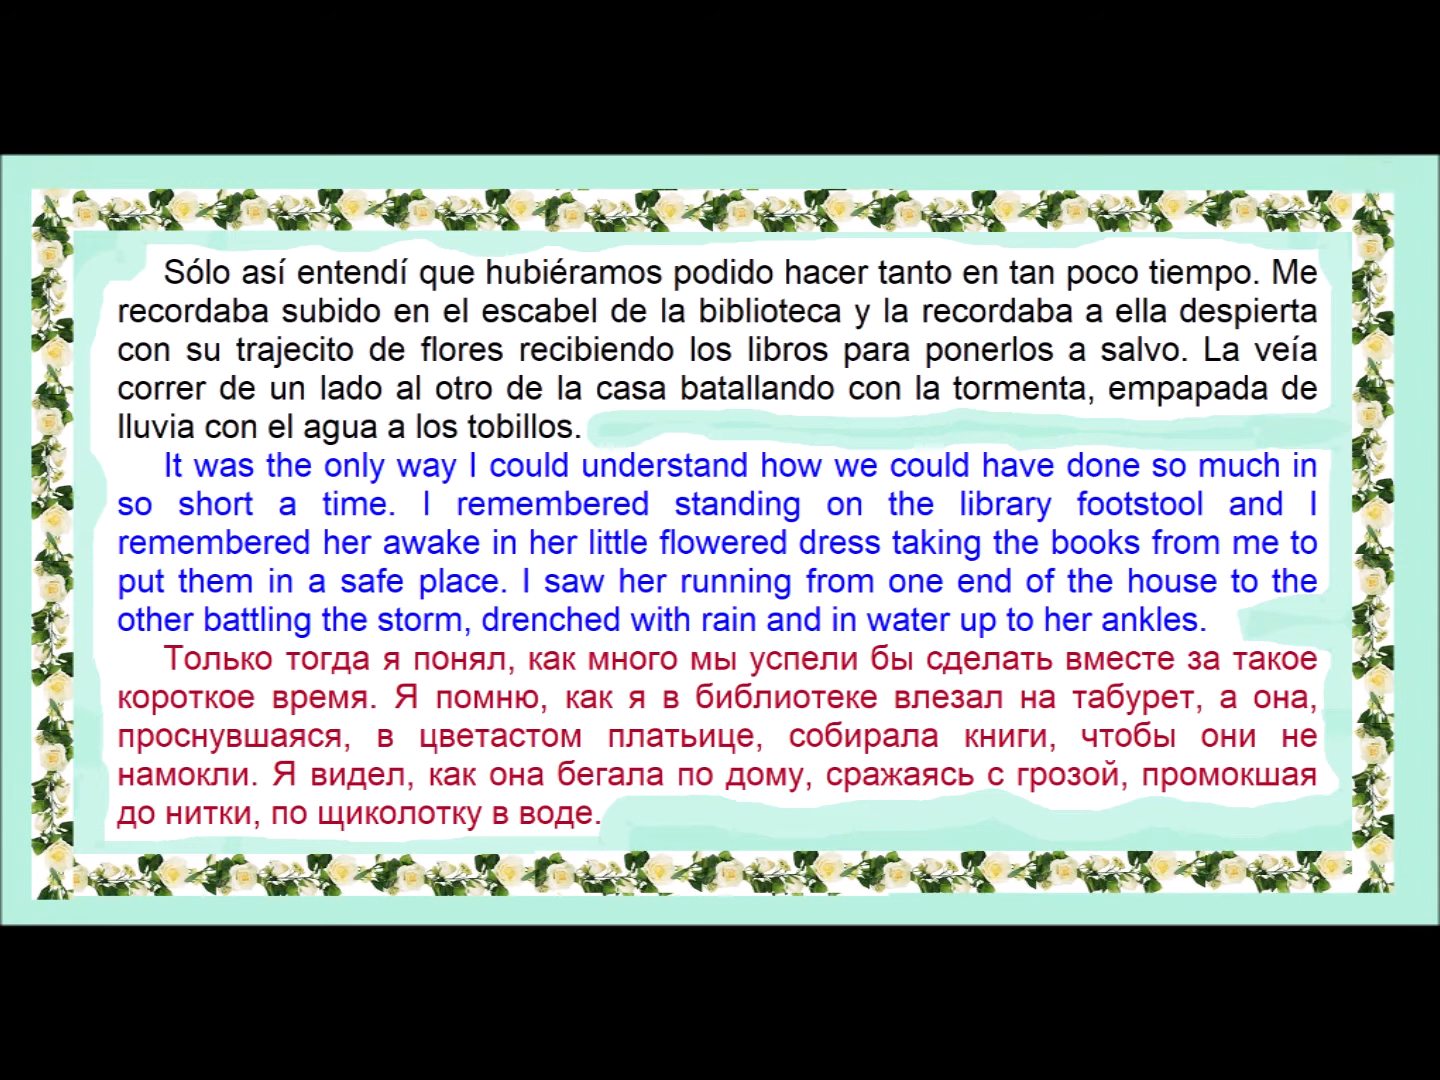 Sólo así entendí que hubiéramos podido hacer tanto en tan poco tiempo. Me
recordaba subido en el escabel de la biblioteca y la recordaba a ella despierta
con su trajecito de flores recibiendo los libros para ponerlos a salvo. La veía
correr de un lado al otro de la casa batallando con la tormenta, empapada de
lluvia con el agua a los tobillos.
It was the only way I could understand how we could have done so much in
so short a time. I remembered standing on the library footstool and I
remembered her awake in her little flowered dress taking the books from me to
put them in a safe place. I saw her running from one end of the house to the
other battling the storm, drenched with rain and in water up to her ankles.
Только тогда я понял, как много мы успели бы сделать вместе за такое
короткое время. Я помню, как я в библиотеке влезал на табурет, а она,
проснувшаяся, в цветастом платьице, собирала книги, чтобы они не
намокли. Я видел, как она бегала по дому, сражаясь с грозой, промокшая
до нитки, по щиколотку в воде.